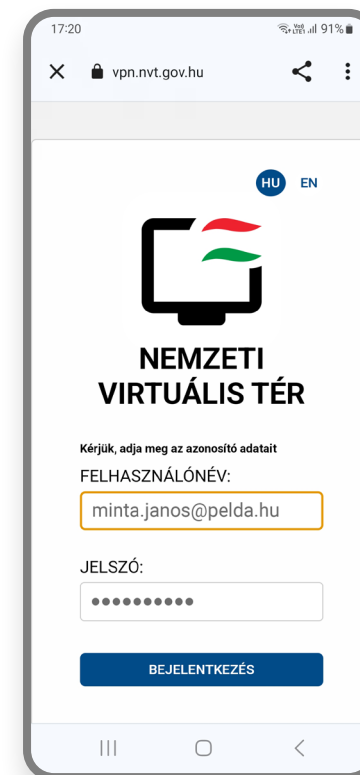 17:20 91%
vpn.nvt.gov.hu
HU EN
NEMZETI
VIRTUÁLIS TÉR
Kérjük, adja meg az azonosító adatait
FELHASZNÁLÓNÉV:
minta.janos@pelda.hu
JELSZÓ:
BEJELENTKEZÉS